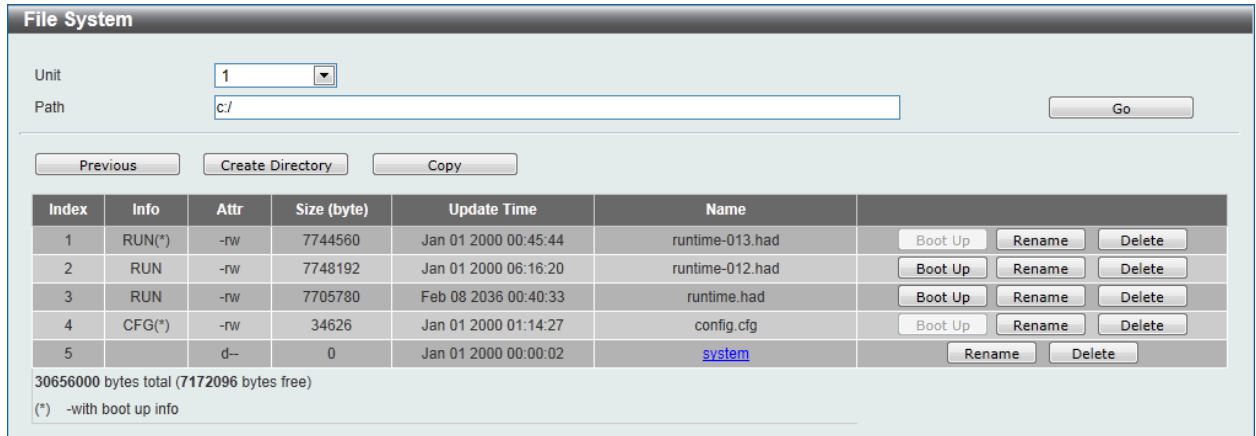 File System
Unit 1
Path c:/ Go
Previous Create Directory Copy
Index Info Attr Size (byte) Update Time Name
1 RUN(*) -rw 7744560 Jan 01 2000 00:45:44 runtime-013.had Boot Up Rename Delete
2 RUN -rw 7748192 Jan 01 2000 06:16:20 runtime-012.had Boot Up Rename Delete
3 RUN -rw 7705780 Feb 08 2036 00:40:33 runtime.had Boot Up Rename Delete
4 CFG(*) -rw 34626 Jan 01 2000 01:14:27 config.cfg Boot Up Rename Delete
5 d-- 0 Jan 01 2000 00:00:02 system Rename Delete
30656000 bytes total (7172096 bytes free)
(*) -with boot up info